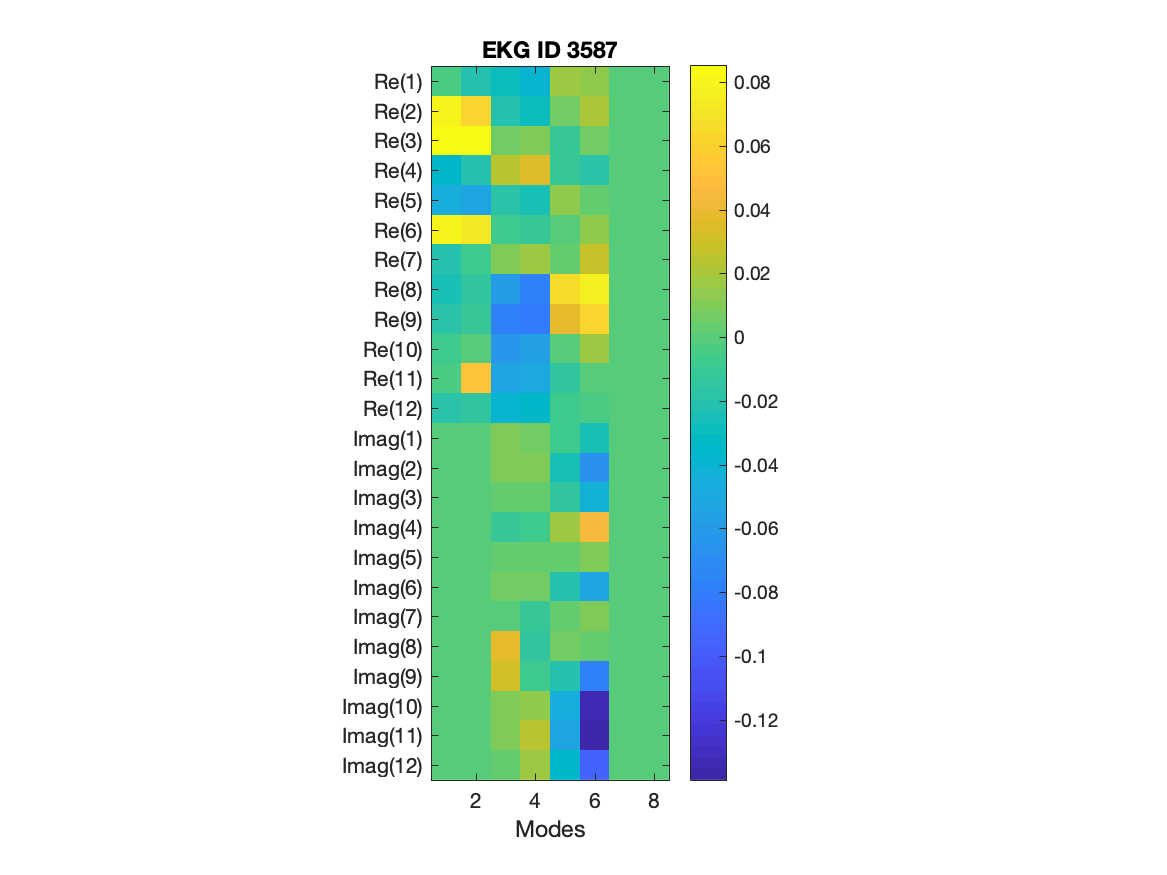 EKG ID 3587
Re(1)
Re(2)
Re(3)
Re(4)
Re(5)
Re(6)
Re(7)
Re(8)
Re(9)
Re(10)
Re(11)
Re(12)
Imag(1)
Imag(2)
Imag(3)
Imag(4)
Imag(5)
Imag(6)
Imag(7)
Imag(8)
Imag(9)
Imag(10)
Imag(11)
Imag(12)
2 4 6 8
Modes
0.08
0.06
0.04
0.02
0
-0.02
-0.04
-0.06
-0.08
-0.1
-0.12